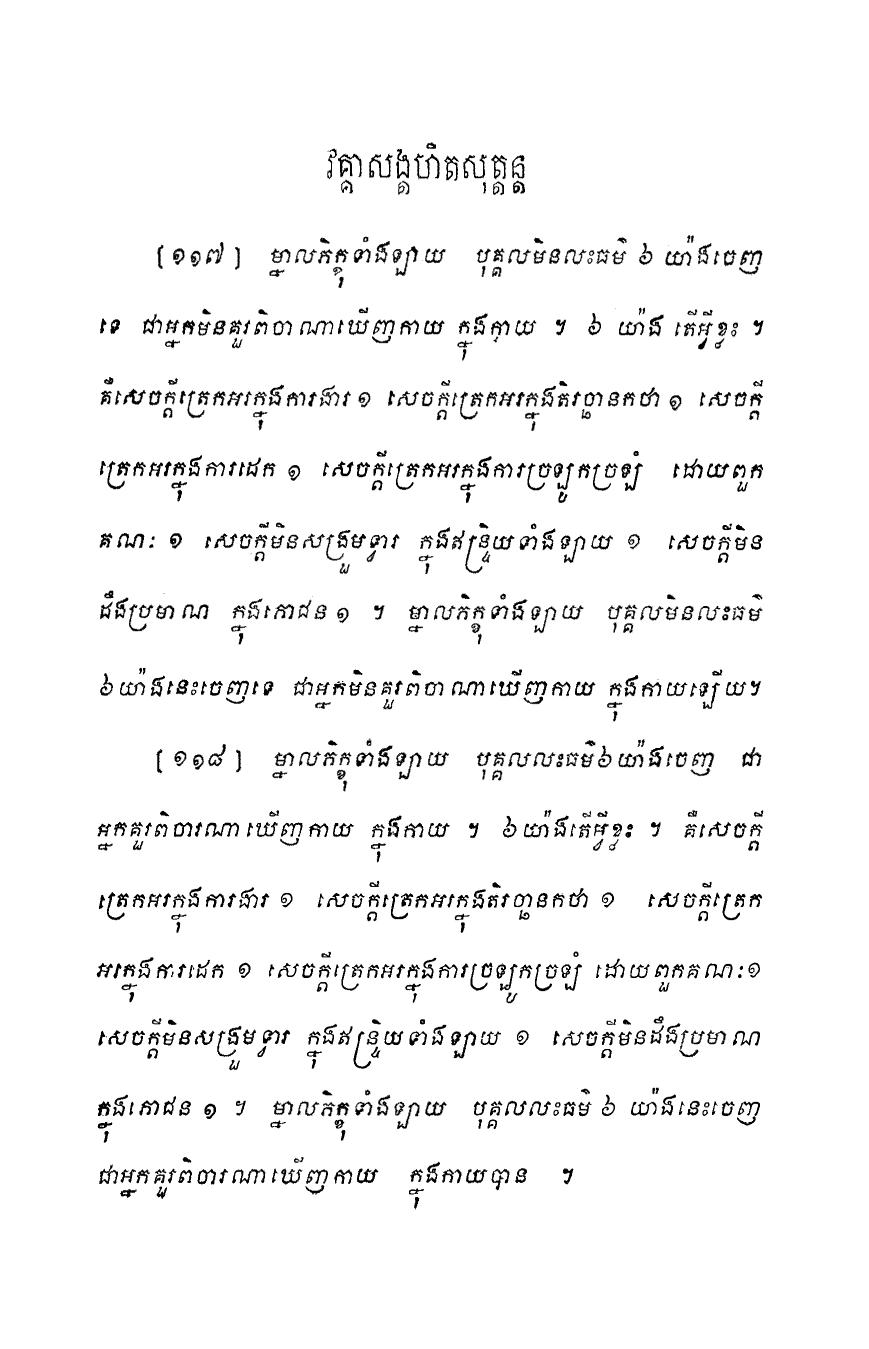 វគ្គាសង្គហិតសុត្តន្ត
[១១៧] ម្នាលភិក្ខុទាំងឡាយ បុគ្គលមិនលះធម៌ ៦ យ៉ាងចេញ
ទេ ជាអ្នកមិនគួរពិចាណាឃើញកាយ ក្នុងកាយ ។ ៦ យ៉ាង តើអ្វីខ្លះ ។
គឺសេចក្តីត្រេកអរក្នុងការងារ ១ សេចក្តីត្រេកអរក្នុងតិរច្ឆានកថា ១ សេចក្តី
ត្រេកអរក្នុងការដេក ១ សេចក្តីត្រេកអរក្នុងការច្រឡូកច្រឡំ ដោយពួក
គណៈ ១ សេចក្តីមិនសង្រួមទ្វារ ក្នុងឥន្ទ្រិយទាំងឡាយ ១ សេចក្តីមិន
ដឹងប្រមាណ ក្នុងភោជន ១ ។ ម្នាលភិក្ខុទាំងឡាយ បុគ្គលមិនលះធម៌
៦យ៉ាងនេះចេញទេ ជាអ្នកមិនគួរពិចាណាឃើញកាយ ក្នុងកាយឡើយ។
[១១៨] ម្នាលភិក្ខុទាំងឡាយ បុគ្គលលះធម៌៦យ៉ាងចេញ ជា
អ្នកគួរពិចារណាឃើញកាយ ក្នុងកាយ ។ ៦យ៉ាងតើអ្វីខ្លះ ។ គឺសេចក្តី
ត្រេកអរក្នុងការងារ ១ សេចក្តីត្រេកអរក្នុងតិរច្ឆានកថា ១ សេចក្តីត្រេក
អរក្នុងការដេក ១ សេចក្តីត្រេកអរក្នុងការច្រឡូកច្រឡំ ដោយពួកគណៈ១
សេចក្តីមិនសង្រួមទ្វារ ក្នុងឥន្ទ្រិយទាំងឡាយ ១ សេចក្តីមិនដឹងប្រមាណ
ក្នុងភោជន ១ ។ ម្នាលភិក្ខុទាំងឡាយ បុគ្គលលះធម៌ ៦ យ៉ាងនេះចេញ
ជាអ្នកគួរពិចារណាឃើញកាយ ក្នុងកាយបាន ។